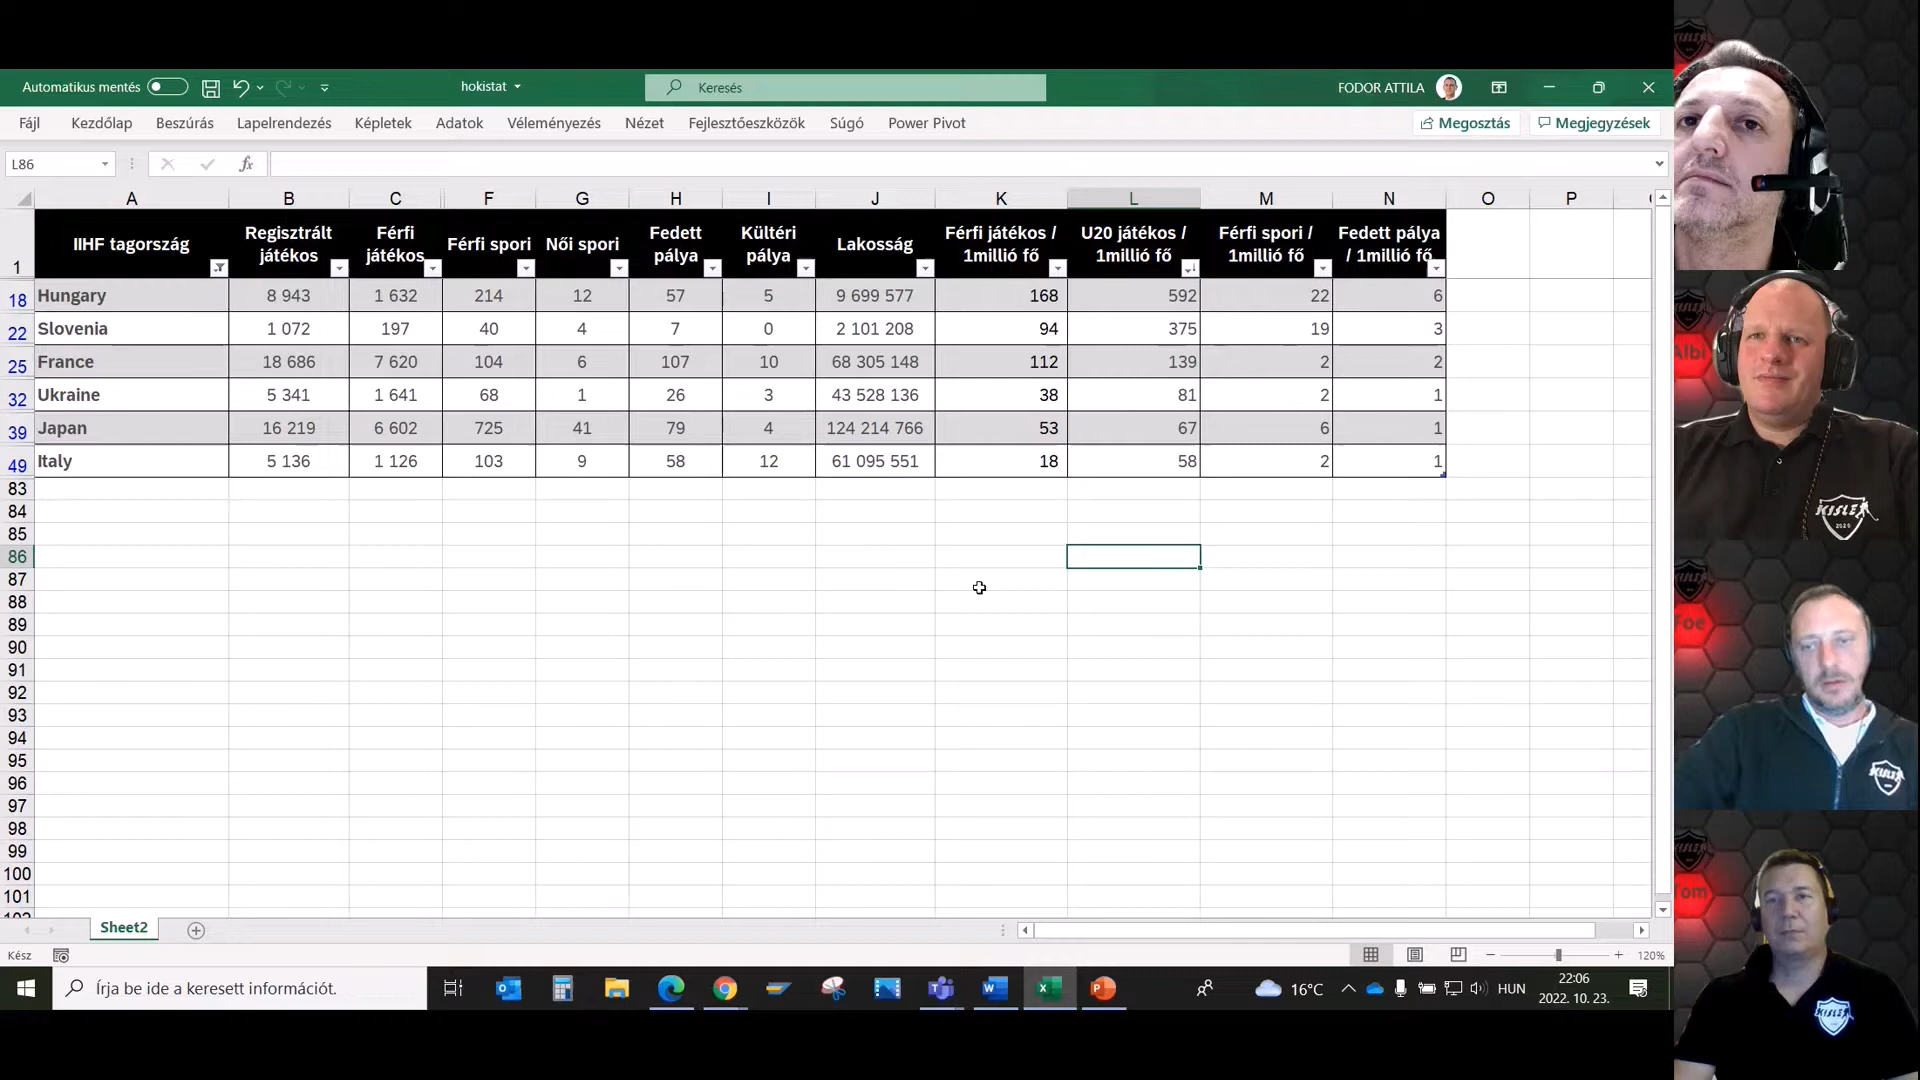 Automatikus mentés
hokistat
Keresés
FODOR ATTILA
Fájl Kezdőlap Beszúrás Lapelrendezés Képletek Adatok Véleményezés Nézet Fejlesztőeszközök Súgó Power Pivot Megosztás Megjegyzések
L86 fx
A B C F G H I J K L M N O P
1 IIHF tagország Regisztrált játékos Férfi játékos Férfi spori Női spori Fedett pálya Kültéri pálya Lakosság Férfi játékos / 1millió fő U20 játékos / 1millió fő Férfi spori / 1millió fő Fedett pálya / 1millió fő
18 Hungary 8 943 1 632 214 12 57 5 9 699 577 168 592 22 6
22 Slovenia 1 072 197 40 4 7 0 2 101 208 94 375 19 3
25 France 18 686 7 620 104 6 107 10 68 305 148 112 139 2 2
32 Ukraine 5 341 1 641 68 1 26 3 43 528 136 38 81 2 1
39 Japan 16 219 6 602 725 41 79 4 124 214 766 53 67 6 1
49 Italy 5 136 1 126 103 9 58 12 61 095 551 18 58 2 1
83
84
85
86
87
88
89
90
91
92
93
94
95
96
97
98
99
100
101
Sheet2
Kész
120%
Írja be ide a keresett információt.
16°C
HUN
22:06
2022. 10. 23.
Albi
KISLER
2020
Foe
KISLER
Tom
KISLER